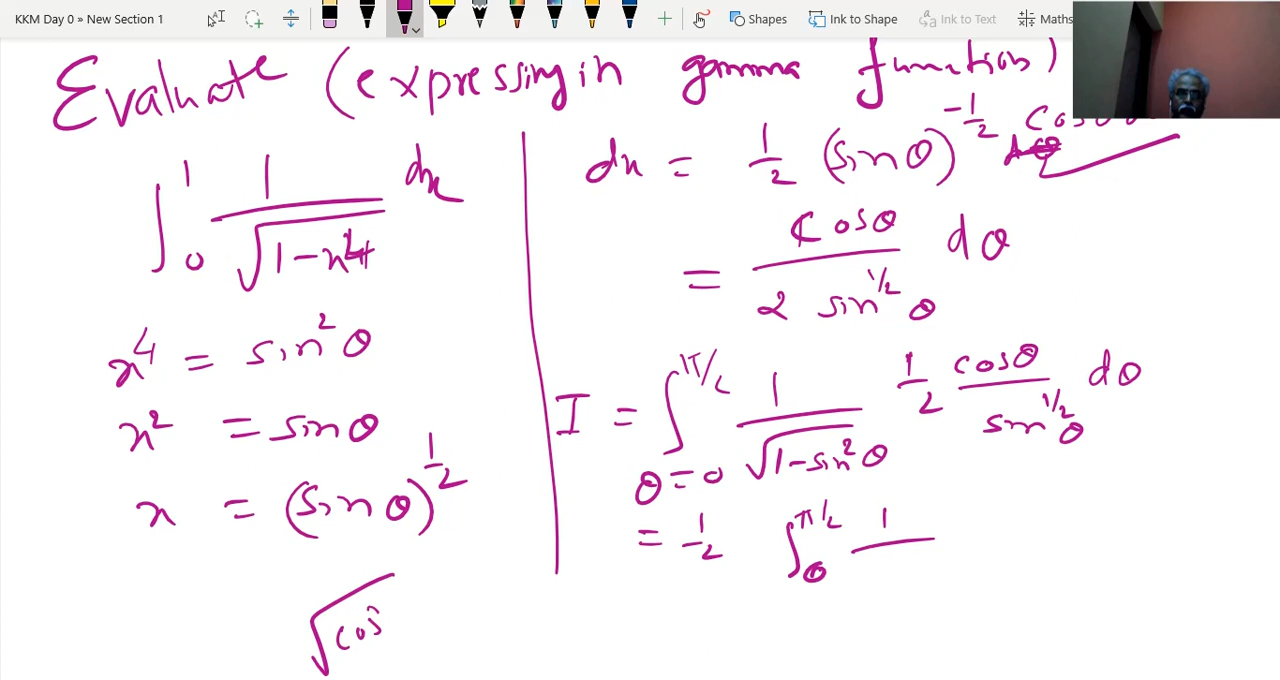 KKM Day 0 » New Section 1
Shapes Ink to Shape Ink to Text Maths
Evaluate (expressing in gamma function)
∫₀¹ 1/√(1-x⁴) dx
x⁴ = sin²θ
x² = sinθ
x = (sinθ)^(1/2)
√cos
dx = 1/2 (sinθ)^(-1/2)
= cosθ / (2 sin^(1/2) θ) dθ
I = ∫_{θ=0}^{π/2} 1/√(1-sin²θ) 1/2 cosθ/sin^(1/2)θ dθ
= 1/2 ∫₀^{π/2} 1